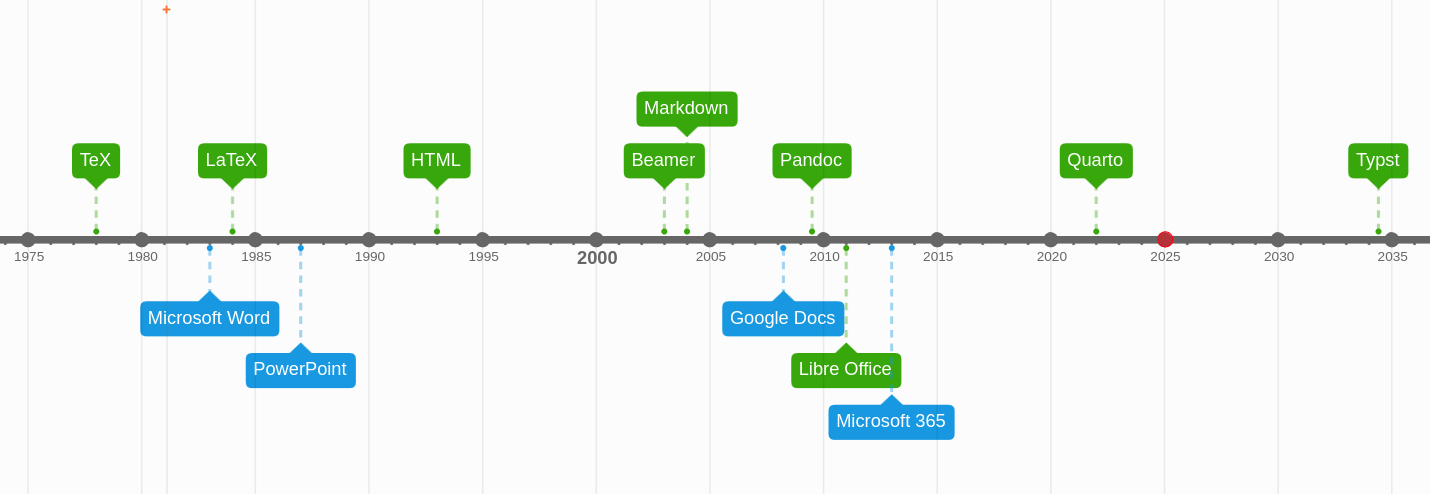 +
Markdown
TeX
LaTeX
HTML
Beamer
Pandoc
Quarto
Typst
1975
1980
1985
1990
1995
2000
2005
2010
2015
2020
2025
2030
2035
Microsoft Word
Google Docs
PowerPoint
Libre Office
Microsoft 365